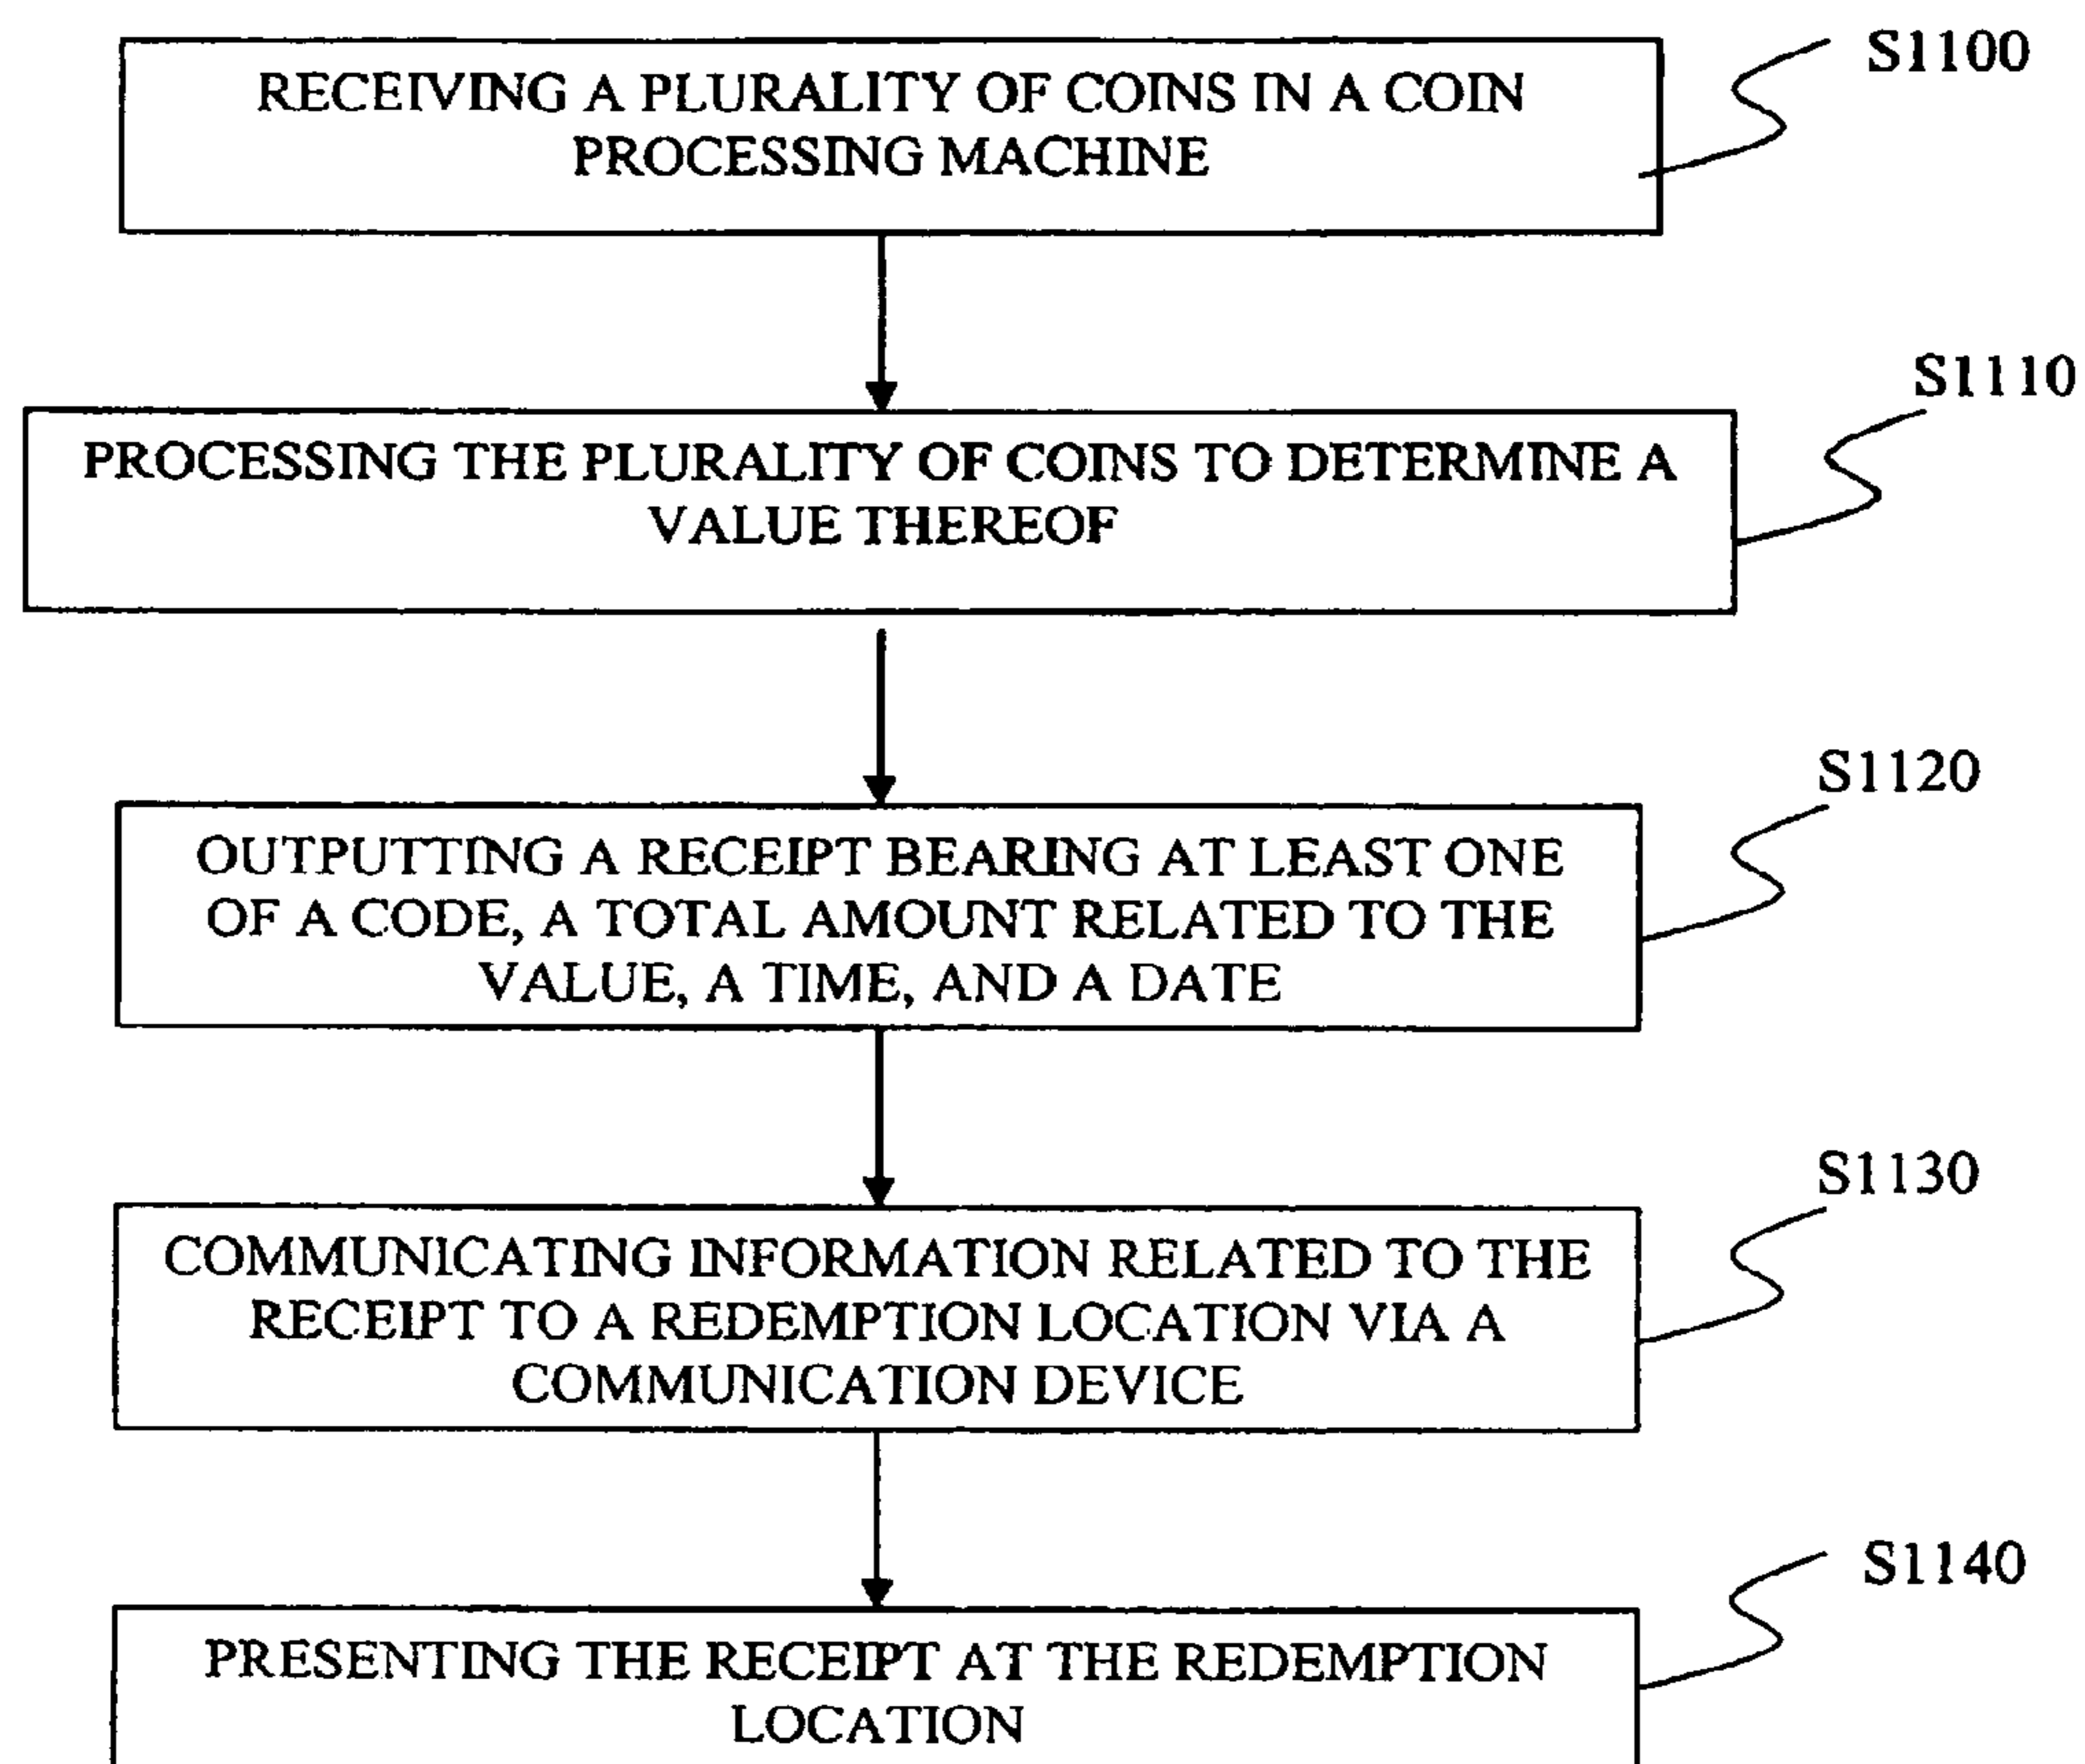 S1100
RECEIVING A PLURALITY OF COINS IN A COIN
PROCESSING MACHINE
S1110
PROCESSING THE PLURALITY OF COINS TO DETERMINE A
VALUE THEREOF
S1120
OUTPUTTING A RECEIPT BEARING AT LEAST ONE
OF A CODE, A TOTAL AMOUNT RELATED TO THE
VALUE, A TIME, AND A DATE
S1130
COMMUNICATING INFORMATION RELATED TO THE
RECEIPT TO A REDEMPTION LOCATION VIA A
COMMUNICATION DEVICE
S1140
PRESENTING THE RECEIPT AT THE REDEMPTION
LOCATION